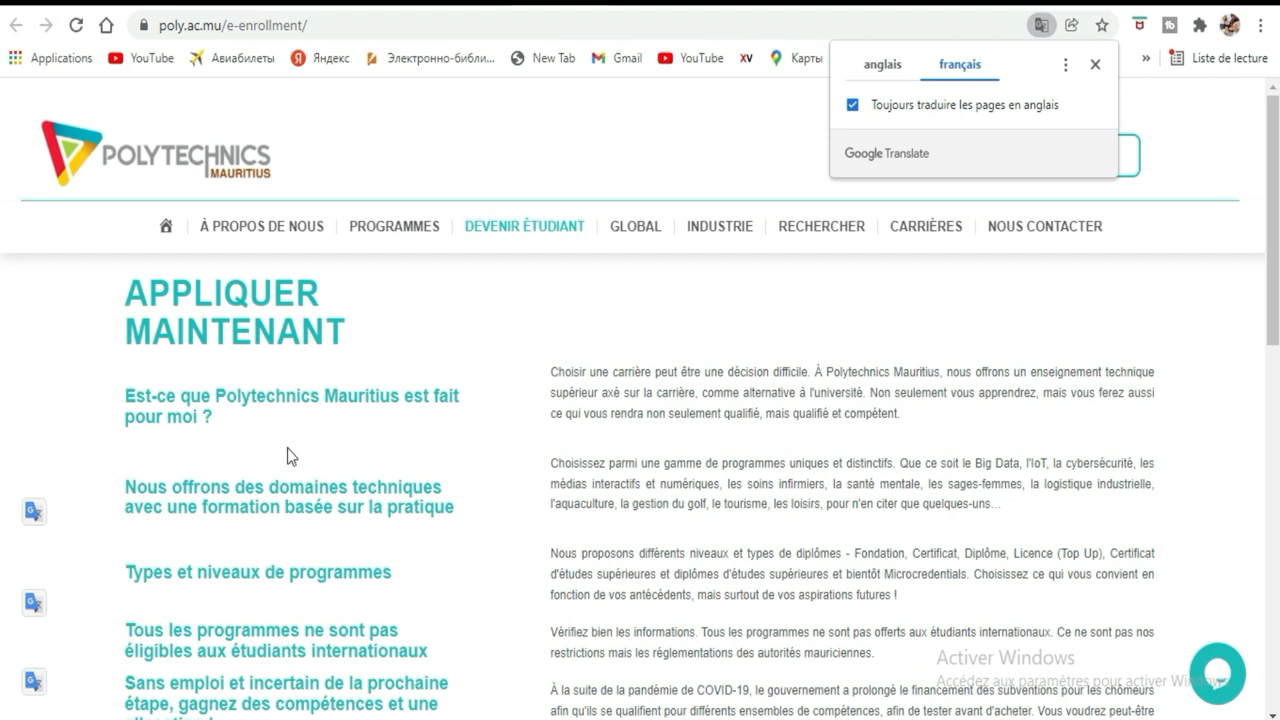 poly.ac.mu/e-enrollment/
Applications YouTube Авиабилеты Яндекс Электронно-библи... New Tab Gmail YouTube XV Карты » Liste de lecture
anglais français
Toujours traduire les pages en anglais
Google Translate
POLYTECHNICS
MAURITIUS
À PROPOS DE NOUS PROGRAMMES DEVENIR ÉTUDIANT GLOBAL INDUSTRIE RECHERCHER CARRIÈRES NOUS CONTACTER
APPLIQUER
MAINTENANT
Est-ce que Polytechnics Mauritius est fait
pour moi ?
Choisir une carrière peut être une décision difficile. À Polytechnics Mauritius, nous offrons un enseignement technique
supérieur axé sur la carrière, comme alternative à l'université. Non seulement vous apprendrez, mais vous ferez aussi
ce qui vous rendra non seulement qualifié, mais qualifié et compétent.
Nous offrons des domaines techniques
avec une formation basée sur la pratique
Choisissez parmi une gamme de programmes uniques et distinctifs. Que ce soit le Big Data, l'IoT, la cybersécurité, les
médias interactifs et numériques, les soins infirmiers, la santé mentale, les sages-femmes, la logistique industrielle,
l'aquaculture, la gestion du golf, le tourisme, les loisirs, pour n'en citer que quelques-uns…
Types et niveaux de programmes
Nous proposons différents niveaux et types de diplômes - Fondation, Certificat, Diplôme, Licence (Top Up), Certificat
d'études supérieures et diplômes d'études supérieures et bientôt Microcredentials. Choisissez ce qui vous convient en
fonction de vos antécédents, mais surtout de vos aspirations futures !
Tous les programmes ne sont pas
éligibles aux étudiants internationaux
Vérifiez bien les informations. Tous les programmes ne sont pas offerts aux étudiants internationaux. Ce ne sont pas nos
restrictions mais les réglementations des autorités mauriciennes.
Sans emploi et incertain de la prochaine
étape, gagnez des compétences et une
À la suite de la pandémie de COVID-19, le gouvernement a prolongé le financement des subventions pour les chômeurs
afin qu'ils se qualifient pour différents ensembles de compétences, afin de tester avant d'acheter. Vous voudrez peut-être
Activer Windows
Accédez aux paramètres pour activer Windows.